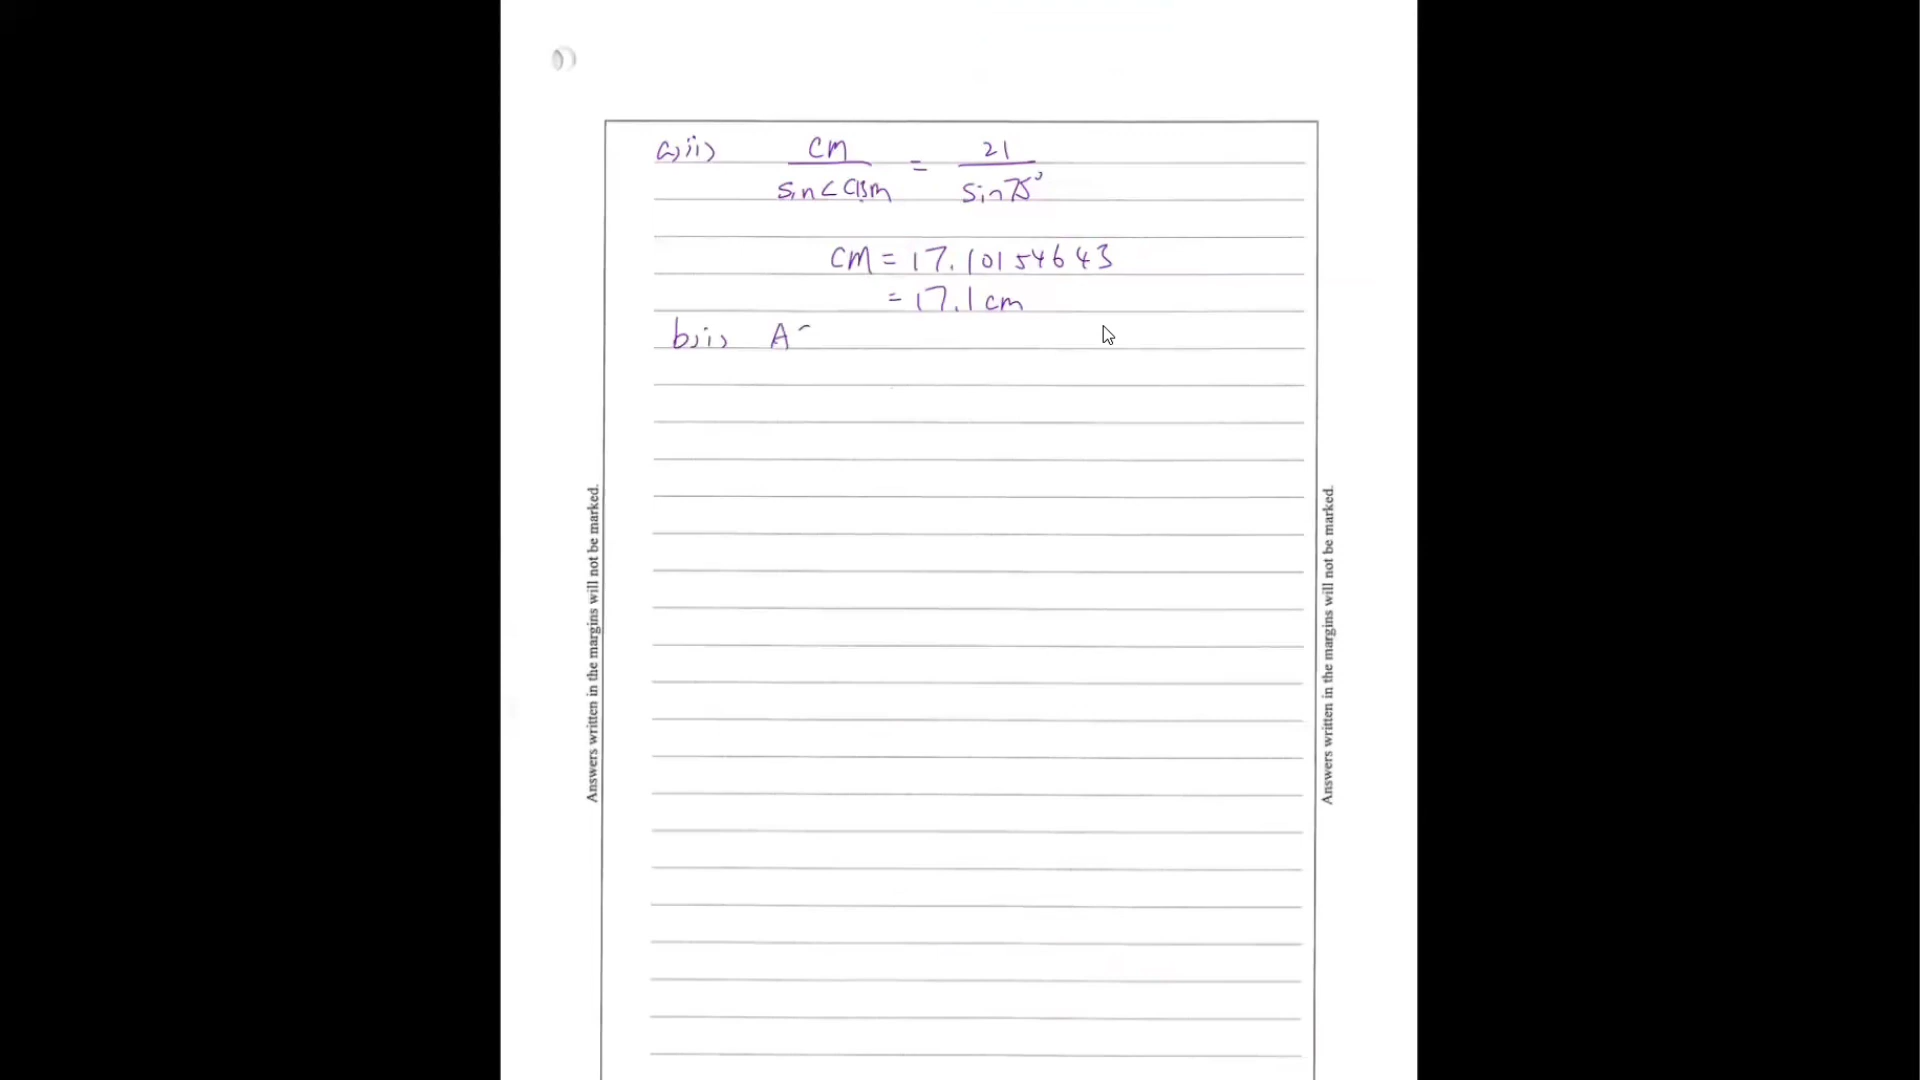 a)ii) CM / sin∠CBM = 21 / sin75°
CM = 17.10154643
= 17.1 cm
b)i) A
Answers written in the margins will not be marked.
Answers written in the margins will not be marked.